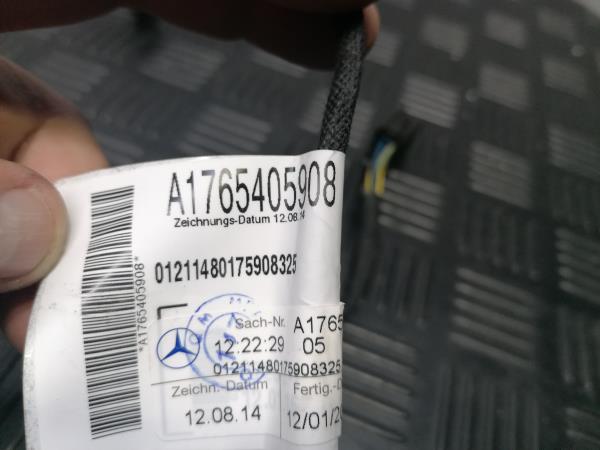 A1765405908
Zeichnungs-Datum 12.08.14
01211480175908325
*A1765405908*
Sach-Nr. A1765
12:22:29 05
01211480175908325
Zeichn.-Datum Fertig.-D
12.08.14 12/01/20